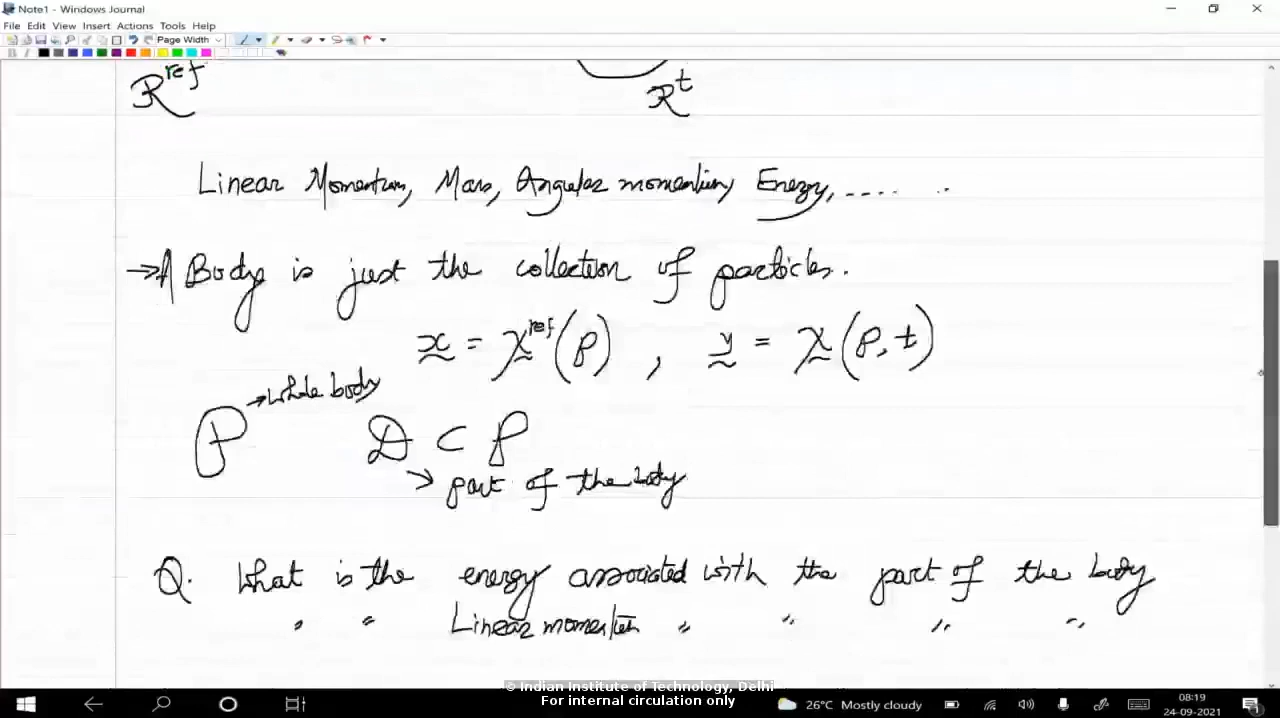 Note1 - Windows Journal
File Edit View Insert Actions Tools Help
Page Width
R^ref R^t
Linear Momentum, Mass, Angular momentum, Energy, ..... ..
→ A Body is just the collection of particles.
x = χ^ref (p) , y = χ (p, t)
→ whole body
P D ⊂ P
→ part of the body
Q. What is the energy associated with the part of the body
" " Linear momentum " " " "
© Indian Institute of Technology, Delhi
For internal circulation only
26°C Mostly cloudy
08:19
24-09-2021
1